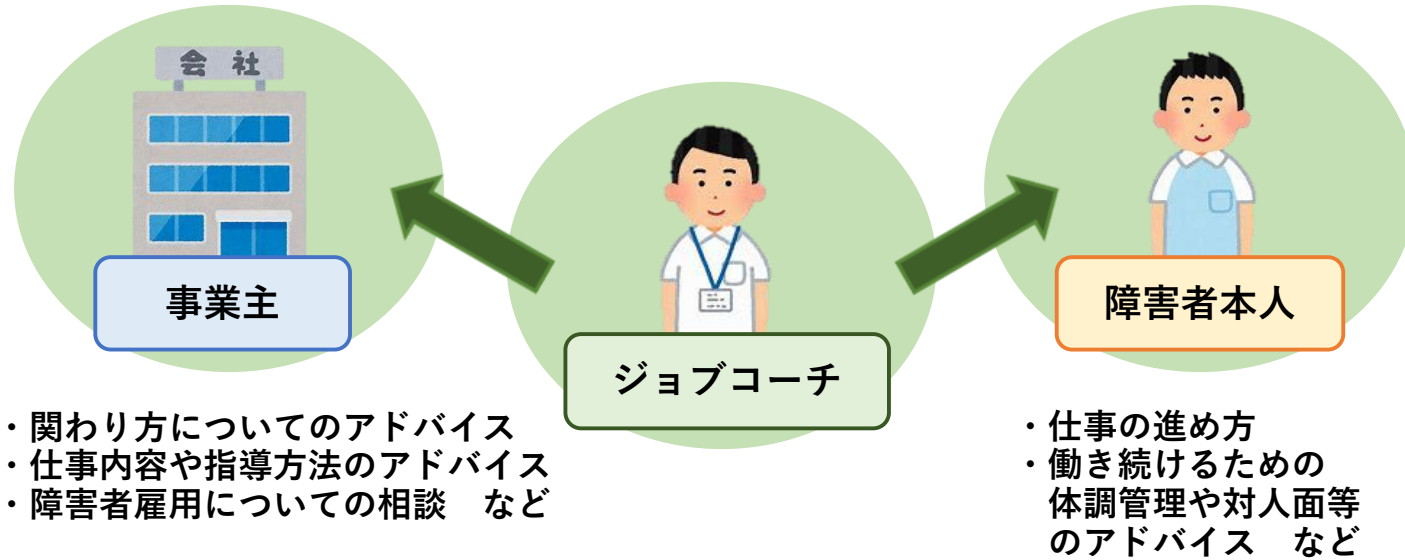 会社
事業主
ジョブコーチ
障害者本人
・関わり方についてのアドバイス
・仕事内容や指導方法のアドバイス
・障害者雇用についての相談　など
・仕事の進め方
・働き続けるための
体調管理や対人面等
のアドバイス　など